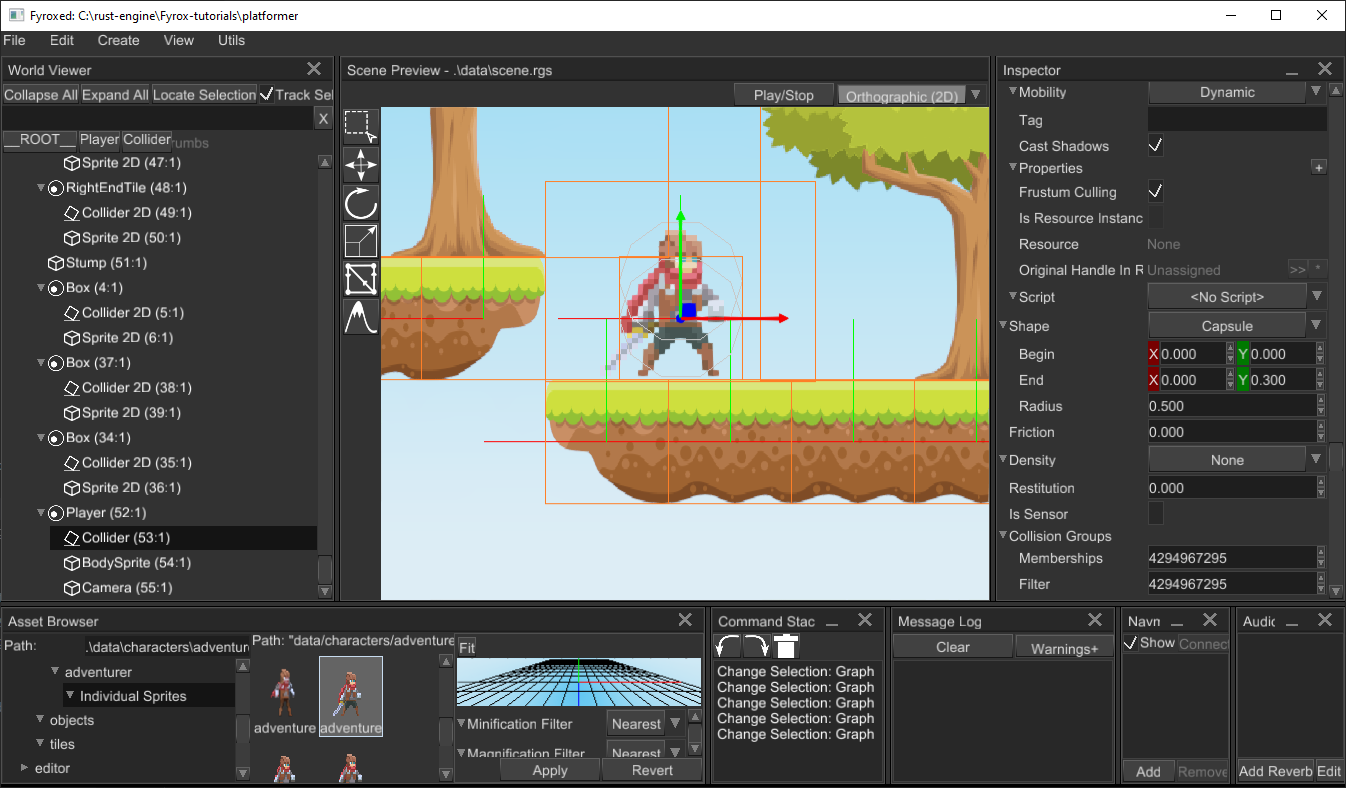 Fyroxed: C:\rust-engine\Fyrox-tutorials\platformer
File Edit Create View Utils
World Viewer
Collapse All Expand All Locate Selection Track Sel
X
__ROOT__ Player Collider rumbs
Sprite 2D (47:1)
RightEndTile (48:1)
Collider 2D (49:1)
Sprite 2D (50:1)
Stump (51:1)
Box (4:1)
Collider 2D (5:1)
Sprite 2D (6:1)
Box (37:1)
Collider 2D (38:1)
Sprite 2D (39:1)
Box (34:1)
Collider 2D (35:1)
Sprite 2D (36:1)
Player (52:1)
Collider (53:1)
BodySprite (54:1)
Camera (55:1)
Scene Preview - .\data\scene.rgs
Play/Stop Orthographic (2D)
Inspector
Mobility Dynamic
Tag
Cast Shadows
Properties +
Frustum Culling
Is Resource Instanc
Resource None
Original Handle In R Unassigned >> *
Script <No Script>
Shape Capsule
Begin X 0.000 Y 0.000
End X 0.000 Y 0.300
Radius 0.500
Friction 0.000
Density None
Restitution 0.000
Is Sensor
Collision Groups
Memberships 4294967295
Filter 4294967295
Asset Browser
Path: .\data\characters\adventur
adventurer
Individual Sprites
objects
tiles
editor
Path: "data/characters/adventure
adventure adventure
Fit
Minification Filter Nearest
Magnification Filter Nearest
Apply Revert
Command Stac
Change Selection: Graph
Change Selection: Graph
Change Selection: Graph
Change Selection: Graph
Change Selection: Graph
Message Log
Clear Warnings+
Navn
Show Connect
Add Remove
Audic
Add Reverb Edit